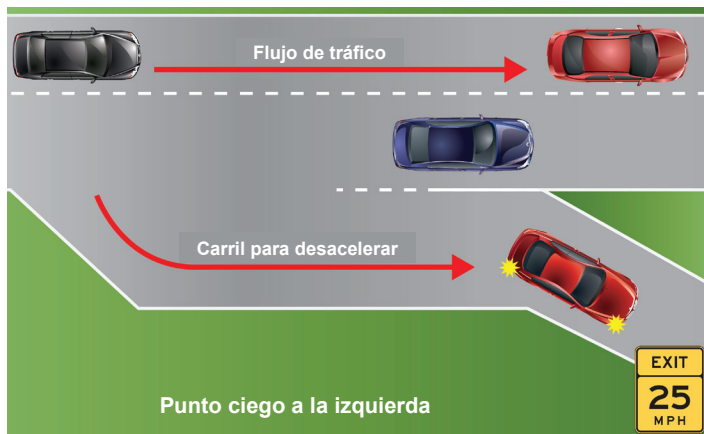 Flujo de tráfico
Carril para desacelerar
Punto ciego a la izquierda
EXIT
25
MPH